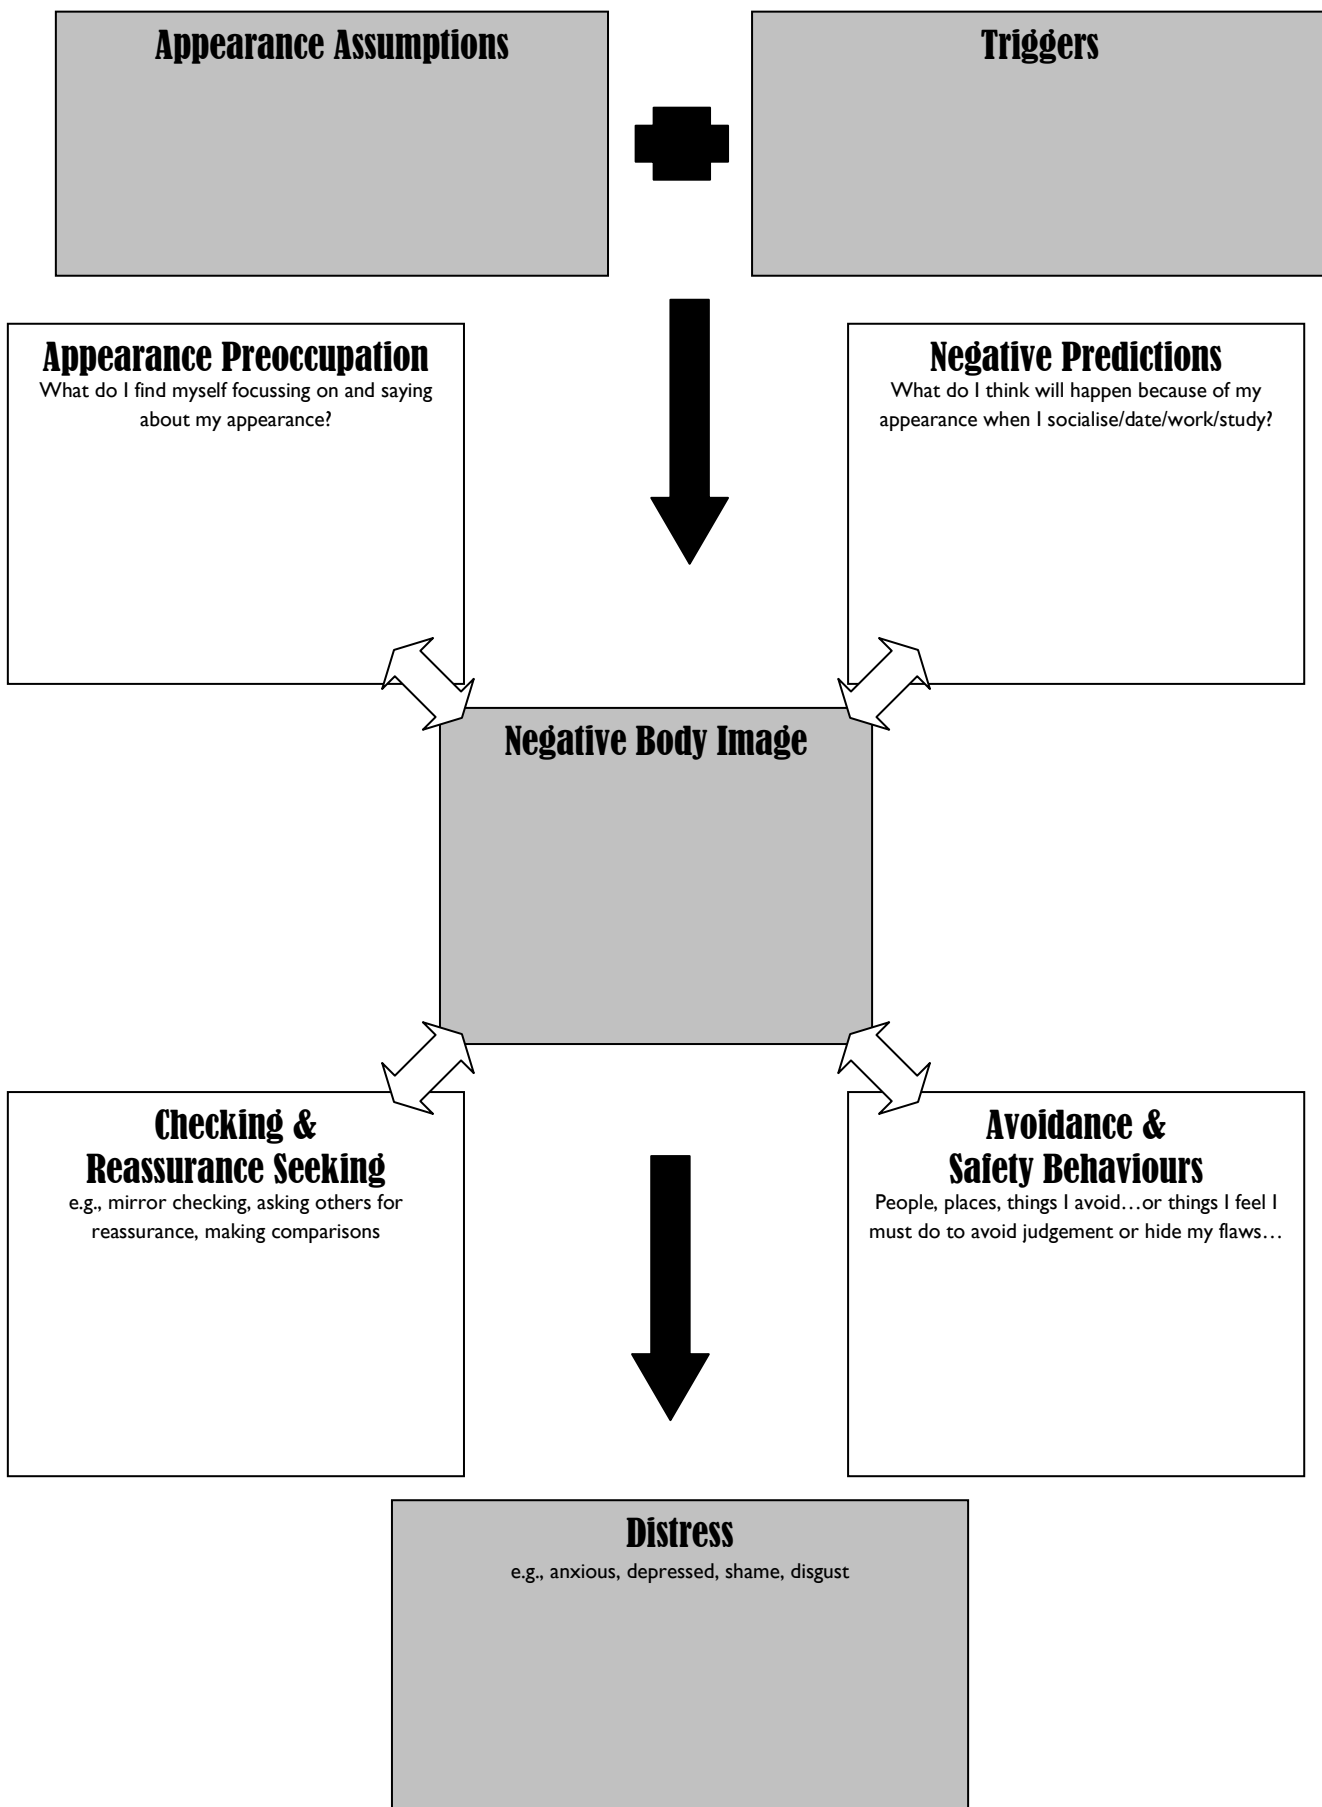 Appearance Assumptions
Triggers
Appearance Preoccupation
What do I find myself focussing on and saying
about my appearance?
Negative Predictions
What do I think will happen because of my
appearance when I socialise/date/work/study?
Negative Body Image
Checking &
Reassurance Seeking
e.g., mirror checking, asking others for
reassurance, making comparisons
Avoidance &
Safety Behaviours
People, places, things I avoid…or things I feel I
must do to avoid judgement or hide my flaws…
Distress
e.g., anxious, depressed, shame, disgust